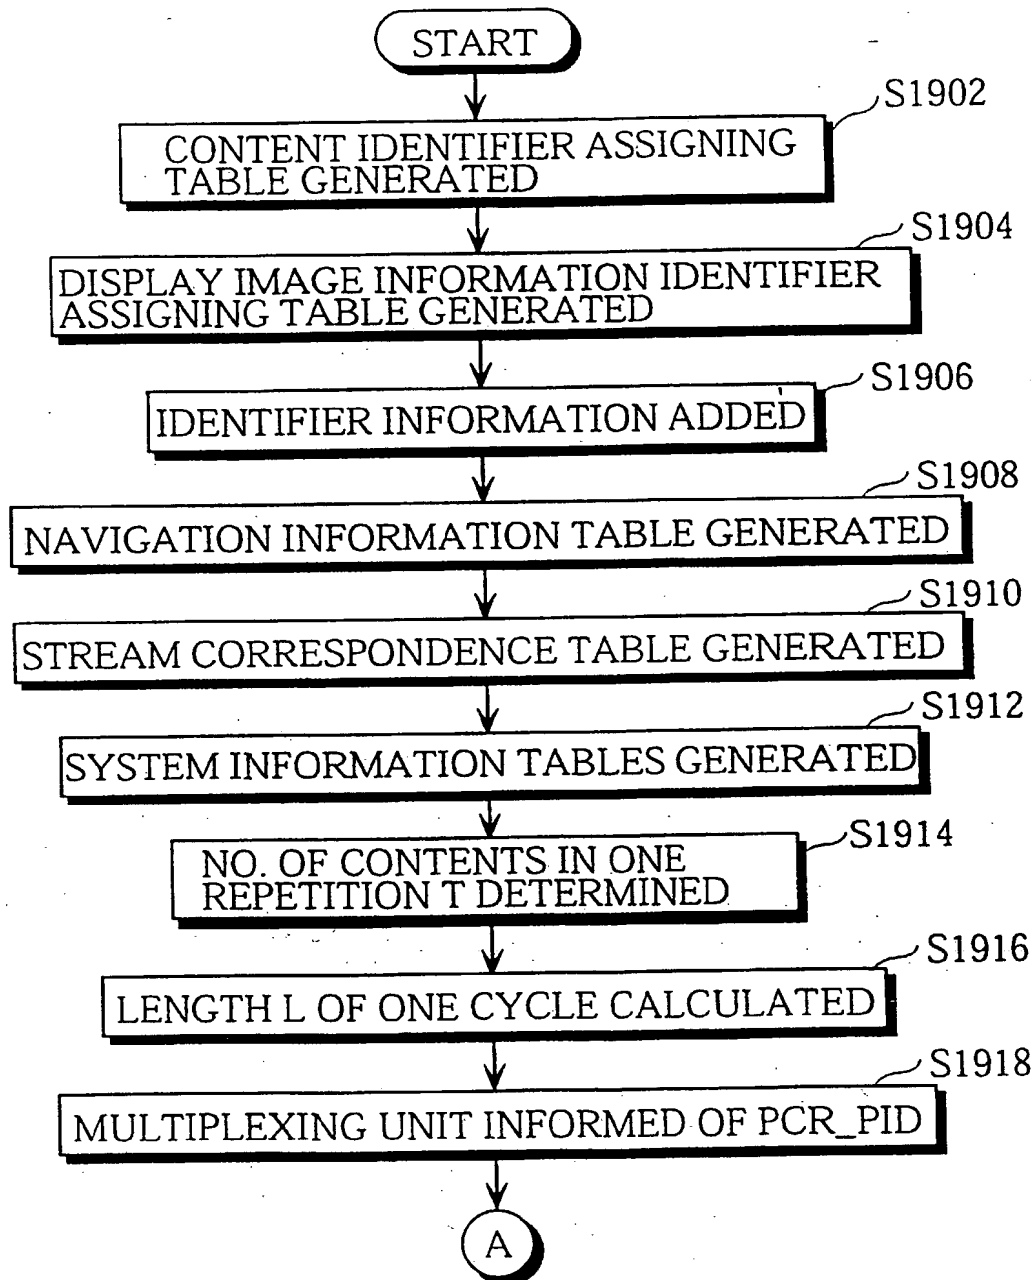 START
S1902
CONTENT IDENTIFIER ASSIGNING
TABLE GENERATED
S1904
DISPLAY IMAGE INFORMATION IDENTIFIER
ASSIGNING TABLE GENERATED
S1906
IDENTIFIER INFORMATION ADDED
S1908
NAVIGATION INFORMATION TABLE GENERATED
S1910
STREAM CORRESPONDENCE TABLE GENERATED
S1912
SYSTEM INFORMATION TABLES GENERATED
S1914
NO. OF CONTENTS IN ONE
REPETITION T DETERMINED
S1916
LENGTH L OF ONE CYCLE CALCULATED
S1918
MULTIPLEXING UNIT INFORMED OF PCR_PID
A